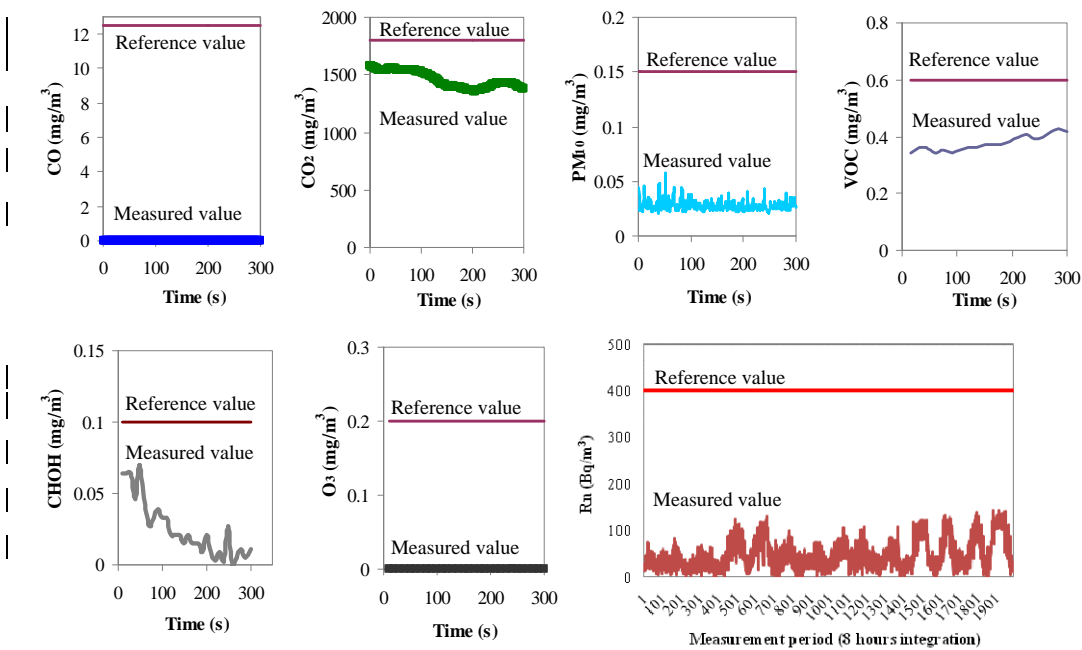 12
10
8
6
4
2
0
CO (mg/m3)
Reference value
Measured value
0 100 200 300
Time (s)
2000
1500
1000
500
0
CO2 (mg/m3)
Reference value
Measured value
0 100 200 300
Time (s)
0.2
0.15
0.1
0.05
0
PM10 (mg/m3)
Reference value
Measured value
0 100 200 300
Time (s)
0.8
0.6
0.4
0.2
0
VOC (mg/m3)
Reference value
Measured value
0 100 200 300
Time (s)
0.15
0.1
0.05
0
CHOH (mg/m3)
Reference value
Measured value
0 100 200 300
Time (s)
0.3
0.2
0.1
0
O3 (mg/m3)
Reference value
Measured value
0 300
Time (s)
500
400
300
200
100
0
Rn (Bq/m3)
Reference value
Measured value
1 101 201 301 401 501 601 701 801 901 1001 1101 1201 1301 1401 1501 1601 1701 1801 1901
Measurement period (8 hours integration)